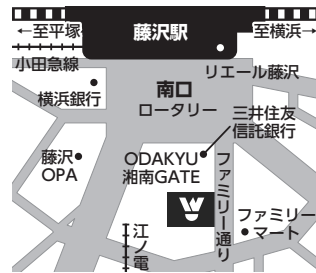 ←至平塚
藤沢駅
至横浜→
小田急線
リエール藤沢
横浜銀行
南口
ロータリー
三井住友
信託銀行
藤沢
OPA
ODAKYU
湘南GATE
ファミリー通り
ファミリー
マート
江ノ電